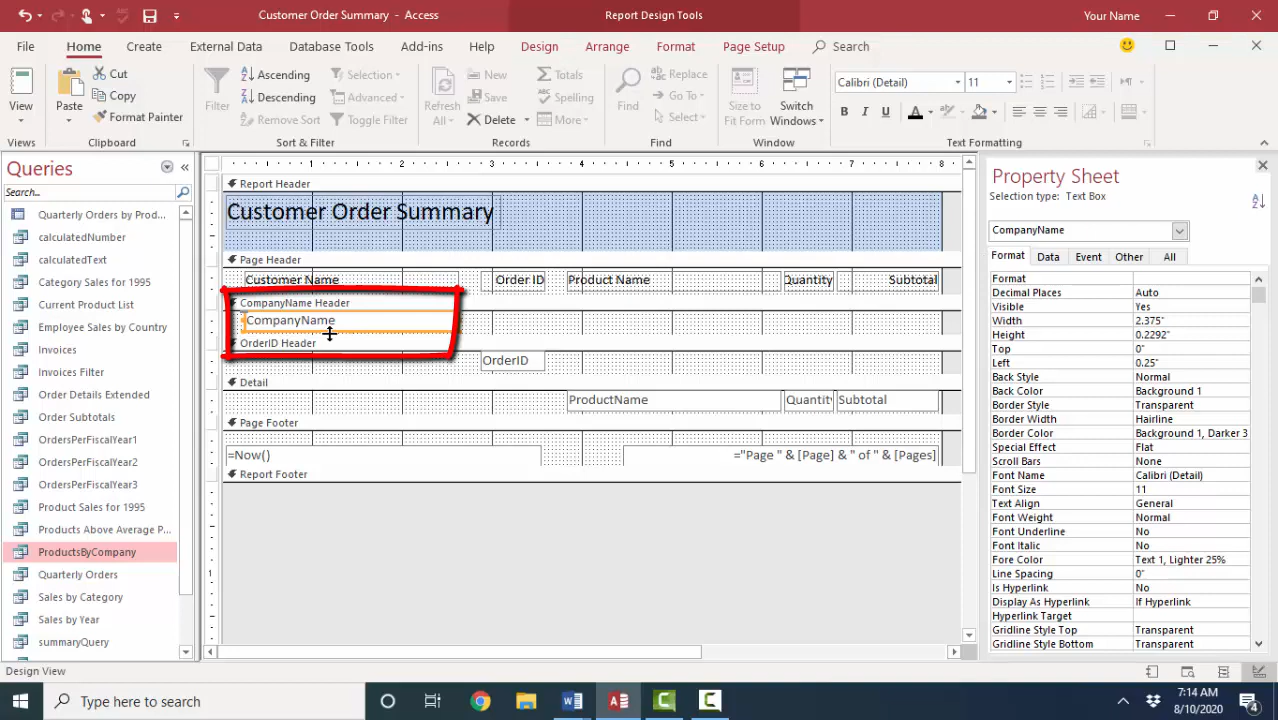 Customer Order Summary - Access
Report Design Tools
Your Name
File Home Create External Data Database Tools Add-ins Help Design Arrange Format Page Setup Search
View
Paste
Cut
Copy
Format Painter
Clipboard
Filter
Ascending
Descending
Remove Sort
Selection
Advanced
Toggle Filter
Sort & Filter
Refresh
All
New
Save
Delete
Totals
Spelling
More
Records
Find
Replace
Go To
Select
Find
Size to
Fit Form
Switch
Windows
Window
Calibri (Detail)
11
B I U A
Text Formatting
Queries
Search...
Quarterly Orders by Prod...
calculatedNumber
calculatedText
Category Sales for 1995
Current Product List
Employee Sales by Country
Invoices
Invoices Filter
Order Details Extended
Order Subtotals
OrdersPerFiscalYear1
OrdersPerFiscalYear2
OrdersPerFiscalYear3
Product Sales for 1995
Products Above Average P...
ProductsByCompany
Quarterly Orders
Sales by Category
Sales by Year
summaryQuery
1 2 3 4 5 6 7 8
Report Header
Customer Order Summary
Page Header
Customer Name Order ID Product Name Quantity Subtotal
CompanyName Header
CompanyName
OrderID Header
OrderID
Detail
ProductName Quantity Subtotal
Page Footer
=Now() ="Page " & [Page] & " of " & [Pages]
Report Footer
1
Property Sheet
Selection type: Text Box
CompanyName
Format Data Event Other All
Format
Decimal Places Auto
Visible Yes
Width 2.375"
Height 0.2292"
Top 0"
Left 0.25"
Back Style Normal
Back Color Background 1
Border Style Transparent
Border Width Hairline
Border Color Background 1, Darker 3
Special Effect Flat
Scroll Bars None
Font Name Calibri (Detail)
Font Size 11
Text Align General
Font Weight Normal
Font Underline No
Font Italic No
Fore Color Text 1, Lighter 25%
Line Spacing 0"
Is Hyperlink No
Display As Hyperlink If Hyperlink
Hyperlink Target
Gridline Style Top Transparent
Gridline Style Bottom Transparent
Design View
Type here to search
7:14 AM
8/10/2020
4